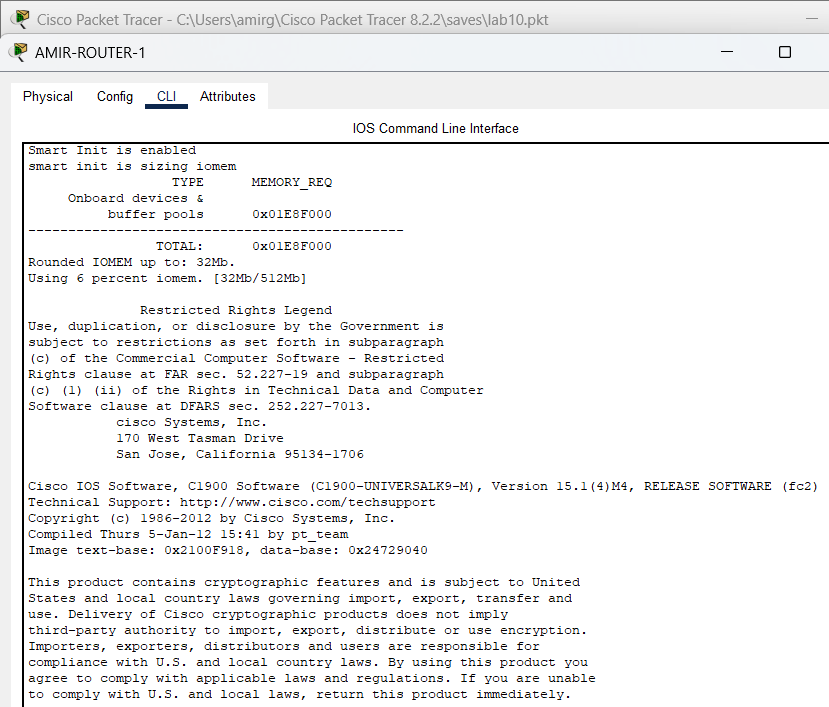 Cisco Packet Tracer - C:\Users\amirg\Cisco Packet Tracer 8.2.2\saves\lab10.pkt
AMIR-ROUTER-1
Physical Config CLI Attributes
IOS Command Line Interface
Smart Init is enabled
smart init is sizing iomem
TYPE MEMORY_REQ
Onboard devices &
buffer pools 0x01E8F000
-----------------------------------------------
TOTAL: 0x01E8F000
Rounded IOMEM up to: 32Mb.
Using 6 percent iomem. [32Mb/512Mb]
Restricted Rights Legend
Use, duplication, or disclosure by the Government is
subject to restrictions as set forth in subparagraph
(c) of the Commercial Computer Software - Restricted
Rights clause at FAR sec. 52.227-19 and subparagraph
(c) (1) (ii) of the Rights in Technical Data and Computer
Software clause at DFARS sec. 252.227-7013.
cisco Systems, Inc.
170 West Tasman Drive
San Jose, California 95134-1706
Cisco IOS Software, C1900 Software (C1900-UNIVERSALK9-M), Version 15.1(4)M4, RELEASE SOFTWARE (fc2)
Technical Support: http://www.cisco.com/techsupport
Copyright (c) 1986-2012 by Cisco Systems, Inc.
Compiled Thurs 5-Jan-12 15:41 by pt_team
Image text-base: 0x2100F918, data-base: 0x24729040
This product contains cryptographic features and is subject to United
States and local country laws governing import, export, transfer and
use. Delivery of Cisco cryptographic products does not imply
third-party authority to import, export, distribute or use encryption.
Importers, exporters, distributors and users are responsible for
compliance with U.S. and local country laws. By using this product you
agree to comply with applicable laws and regulations. If you are unable
to comply with U.S. and local laws, return this product immediately.